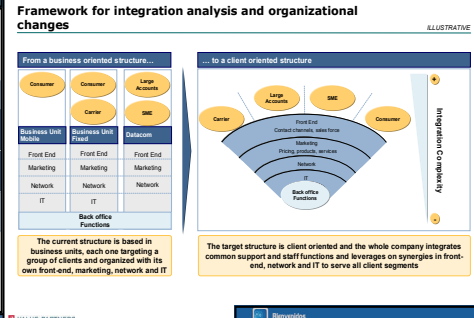 Framework for integration analysis and organizational
changes
ILLUSTRATIVE
From a business oriented structure…
Consumer
Consumer
Large
Accounts
Carrier
SME
Business Unit
Mobile
Business Unit
Fixed
Datacom
Front End
Front End
Front End
Marketing
Marketing
Marketing
Network
Network
Network
IT
IT
Back office
Functions
The current structure is based in
business units, each one targeting a
group of clients and organized with its
own front-end, marketing, network and IT
… to a client oriented structure
Large
Accounts
SME
Carrier
Consumer
Front End
Contact channels, sales force
Marketing
Pricing, products, services
Network
IT
Back office
Functions
+
Integration Complexity
-
The target structure is client oriented and the whole company integrates
common support and staff functions and leverages on synergies in front-
end, network and IT to serve all client segments
Bienvenidos